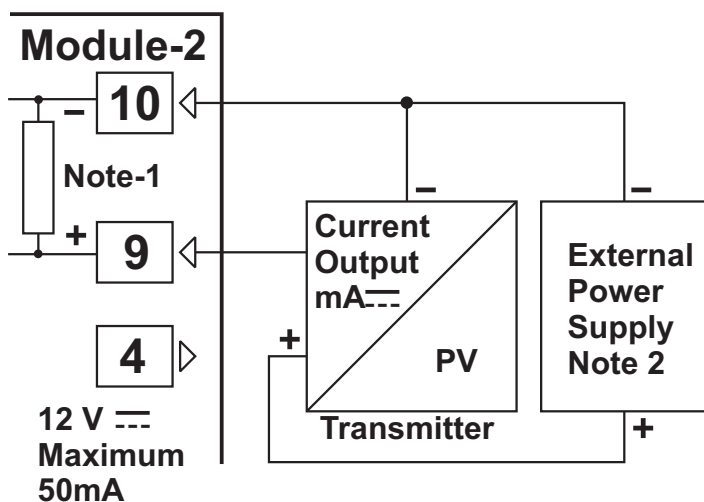 Module-2
10
−
Note-1
+
9
4
12 V
Maximum
50mA
−
Current
Output
mA
+
PV
Transmitter
−
External
Power
Supply
Note 2
+